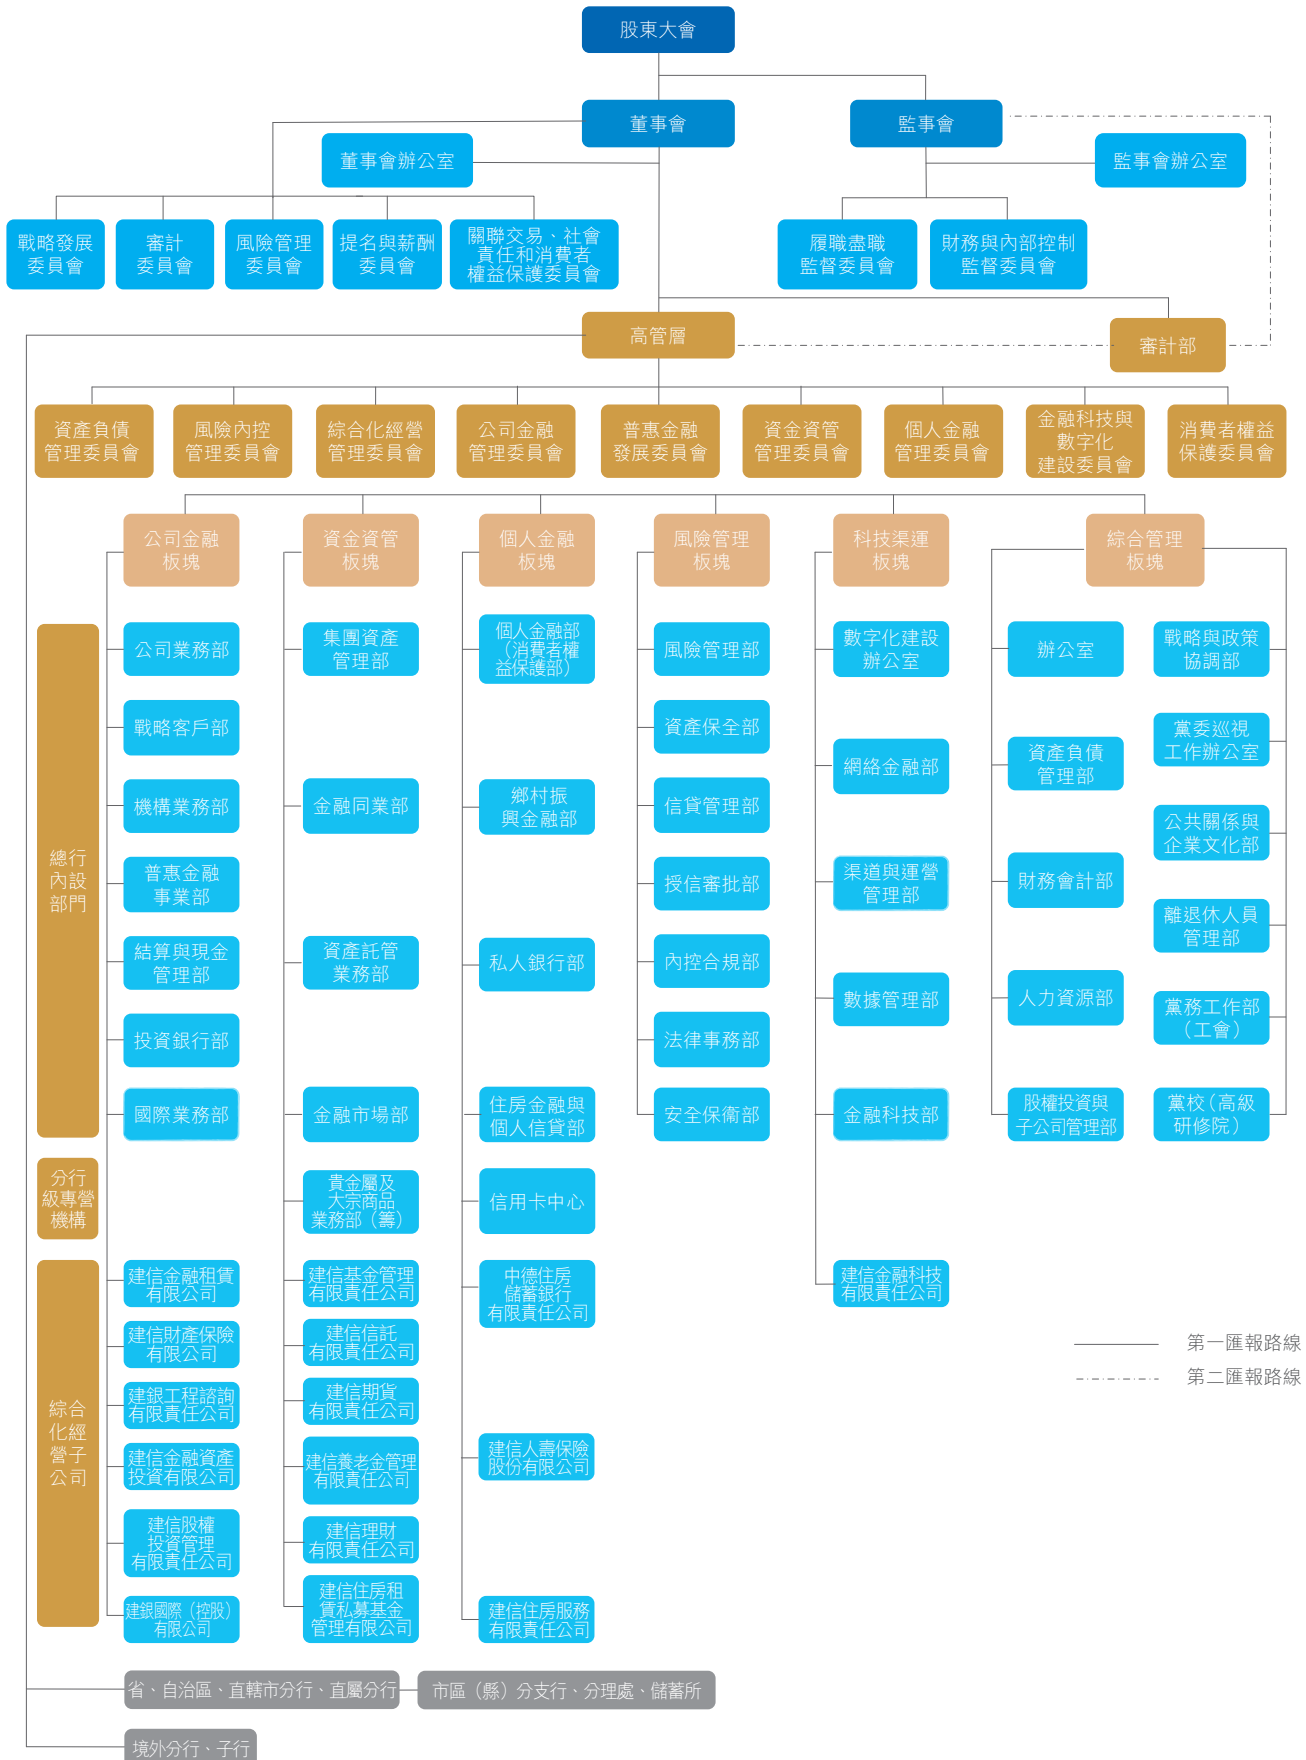 股東大會
董事會
監事會
董事會辦公室
監事會辦公室
戰略發展
委員會
審計
委員會
風險管理
委員會
提名與薪酬
委員會
關聯交易、社會
責任和消費者
權益保護委員會
履職盡職
監督委員會
財務與內部控制
監督委員會
高管層
審計部
資產負債
管理委員會
風險內控
管理委員會
綜合化經營
管理委員會
公司金融
管理委員會
普惠金融
發展委員會
資金資管
管理委員會
個人金融
管理委員會
金融科技與
數字化
建設委員會
消費者權益
保護委員會
公司金融
板塊
資金資管
板塊
個人金融
板塊
風險管理
板塊
科技渠運
板塊
綜合管理
板塊
總行
內設
部門
公司業務部
戰略客戶部
機構業務部
普惠金融
事業部
結算與現金
管理部
投資銀行部
國際業務部
集團資產
管理部
金融同業部
資產託管
業務部
金融市場部
個人金融部
（消費者權
益保護部）
鄉村振
興金融部
私人銀行部
住房金融與
個人信貸部
風險管理部
資產保全部
信貸管理部
授信審批部
內控合規部
法律事務部
安全保衛部
數字化建設
辦公室
網絡金融部
渠道與運營
管理部
數據管理部
金融科技部
辦公室
資產負債
管理部
財務會計部
人力資源部
股權投資與
子公司管理部
戰略與政策
協調部
黨委巡視
工作辦公室
公共關係與
企業文化部
離退休人員
管理部
黨務工作部
（工會）
黨校（高級
研修院）
分行
級專營
機構
貴金屬及
大宗商品
業務部（籌）
信用卡中心
綜合
化經
營子
公司
建信金融租賃
有限公司
建信財產保險
有限公司
建銀工程諮詢
有限責任公司
建信金融資產
投資有限公司
建信股權
投資管理
有限責任公司
建銀國際（控股）
有限公司
建信基金管理
有限責任公司
建信信託
有限責任公司
建信期貨
有限責任公司
建信養老金管理
有限責任公司
建信理財
有限責任公司
建信住房租
賃私募基金
管理有限公司
中德住房
儲蓄銀行
有限責任公司
建信人壽保險
股份有限公司
建信住房服務
有限責任公司
建信金融科技
有限責任公司
第一匯報路線
第二匯報路線
省、自治區、直轄市分行、直屬分行
市區（縣）分支行、分理處、儲蓄所
境外分行、子行